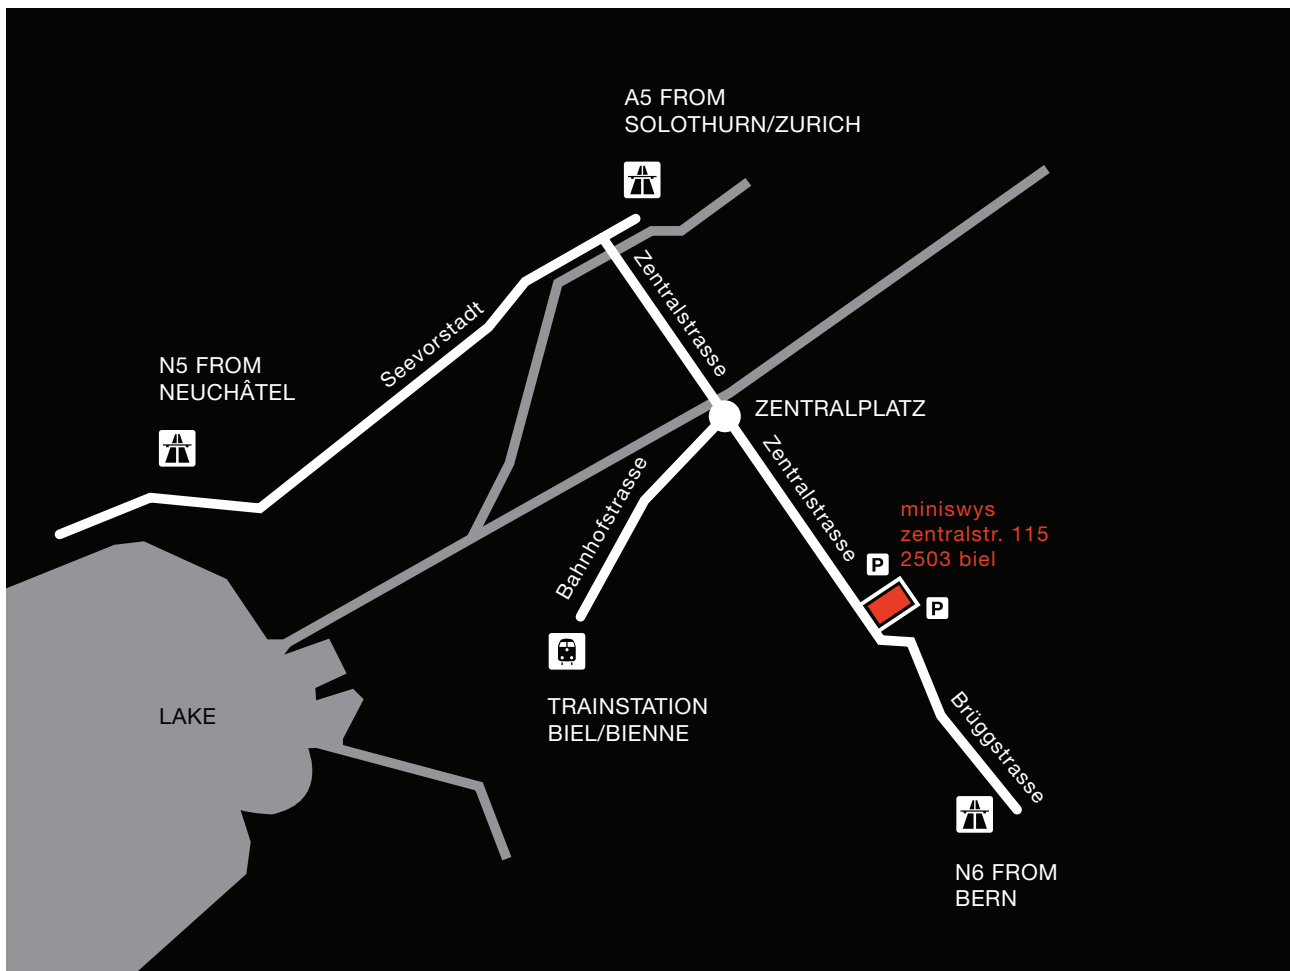 A5 FROM
SOLOTHURN/ZURICH
Zentralstrasse
Seevorstadt
N5 FROM
NEUCHÂTEL
ZENTRALPLATZ
Zentralstrasse
Bahnhofstrasse
miniswys
zentralstr. 115
2503 biel
P
P
TRAINSTATION
BIEL/BIENNE
LAKE
Brüggstrasse
N6 FROM
BERN